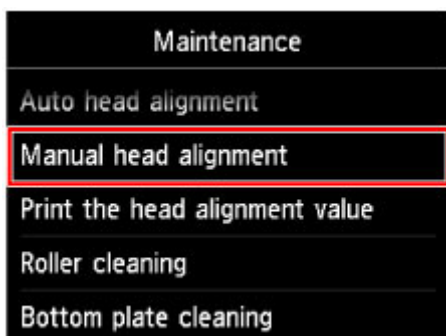 Maintenance
Auto head alignment
Manual head alignment
Print the head alignment value
Roller cleaning
Bottom plate cleaning